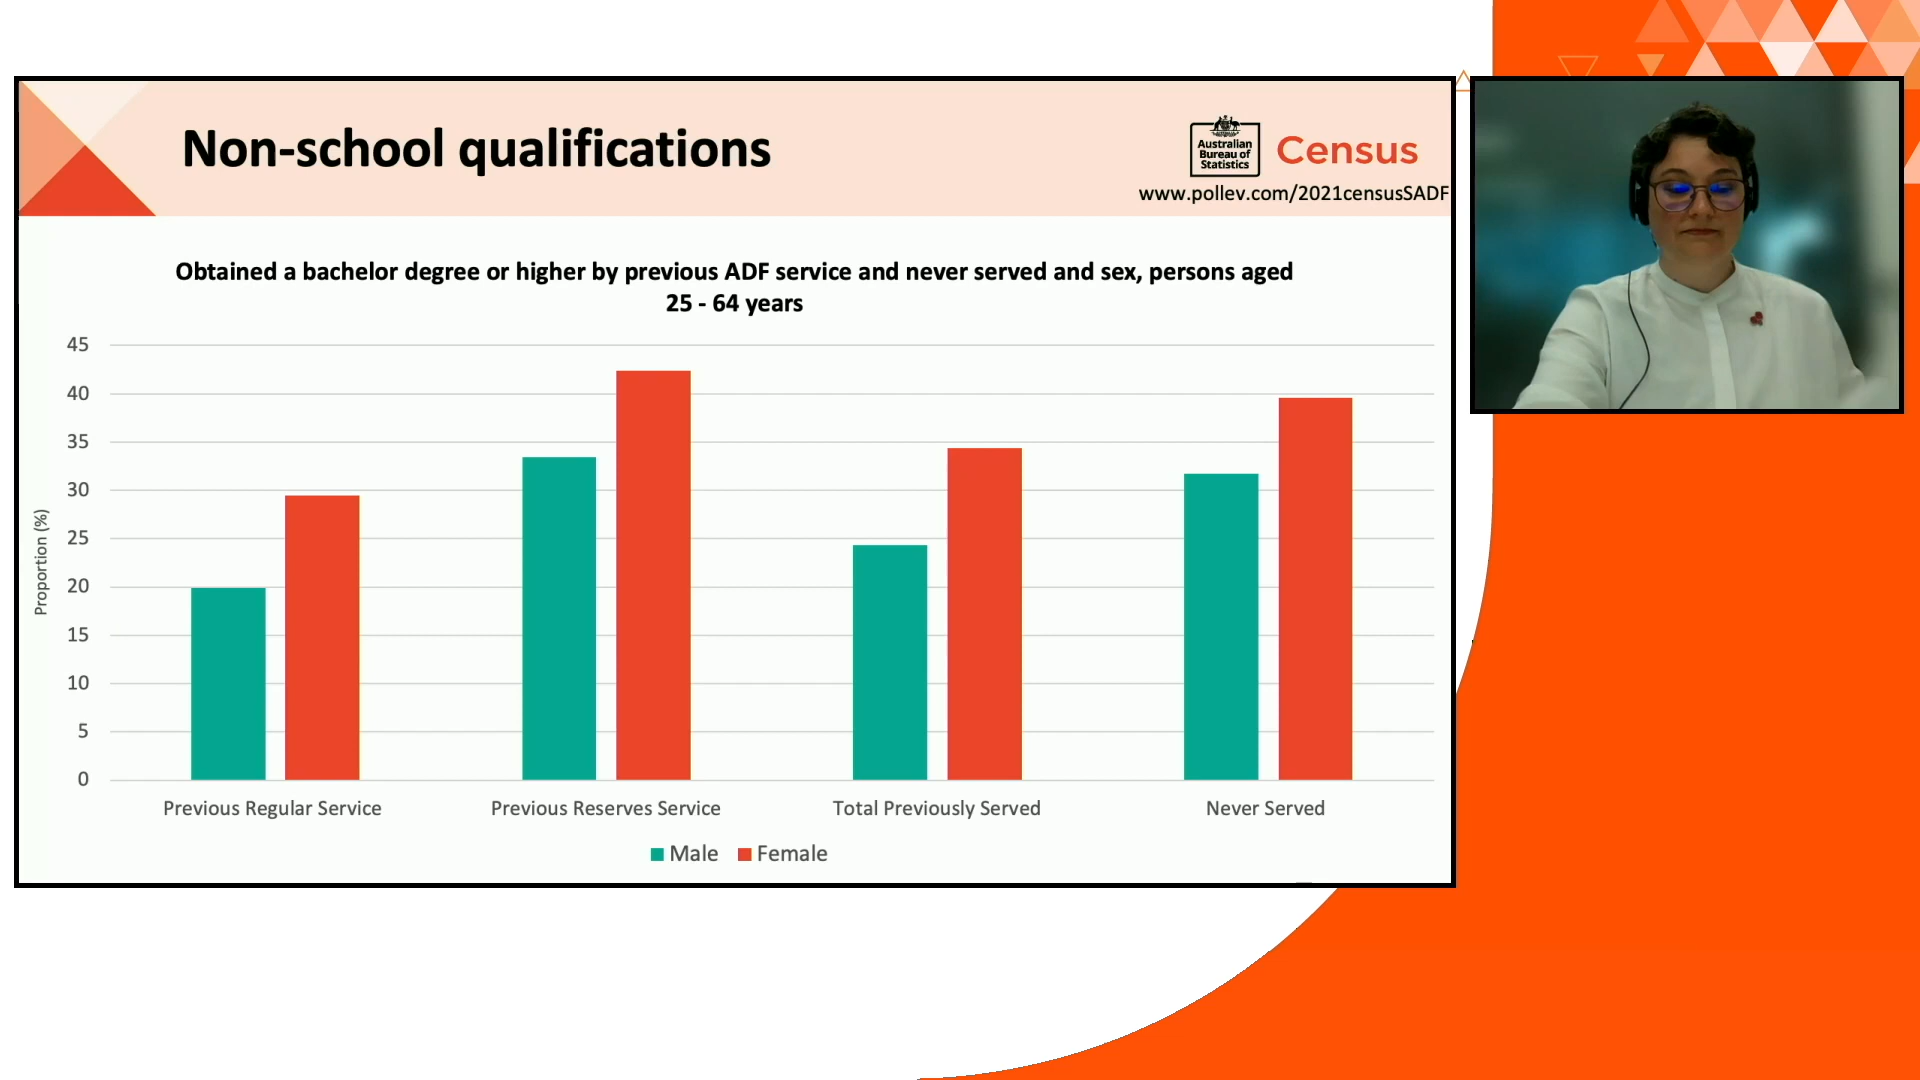 Non-school qualifications
Australian
Bureau of
Statistics
Census
www.pollev.com/2021censusSADF
Obtained a bachelor degree or higher by previous ADF service and never served and sex, persons aged
25 - 64 years
Proportion (%)
45
40
35
30
25
20
15
10
5
0
Previous Regular Service
Previous Reserves Service
Total Previously Served
Never Served
Male
Female